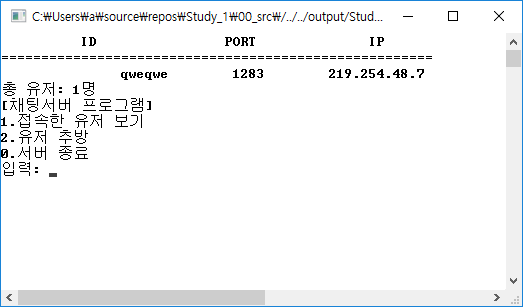 C:₩Users₩a₩source₩repos₩Study_1₩00_src₩/../../output/Stud...
ID PORT IP
======================================================
qweqwe 1283 219.254.48.7
총 유저: 1명
[채팅서버 프로그램]
1.접속한 유저 보기
2.유저 추방
0.서버 종료
입력: